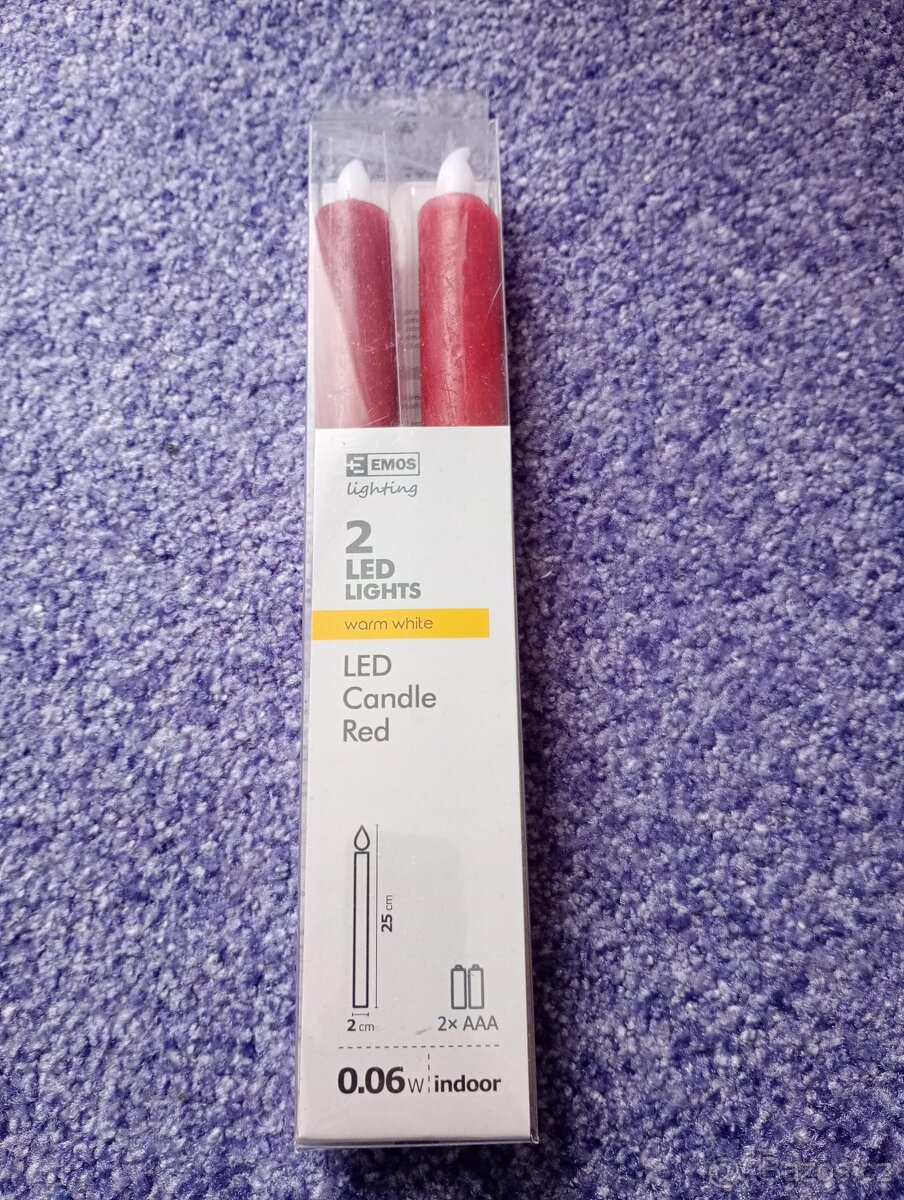 EMOS
lighting
2
LED
LIGHTS
warm white
LED
Candle
Red
25 cm
2 cm
2× AAA
0.06 W indoor
Bazos.cz